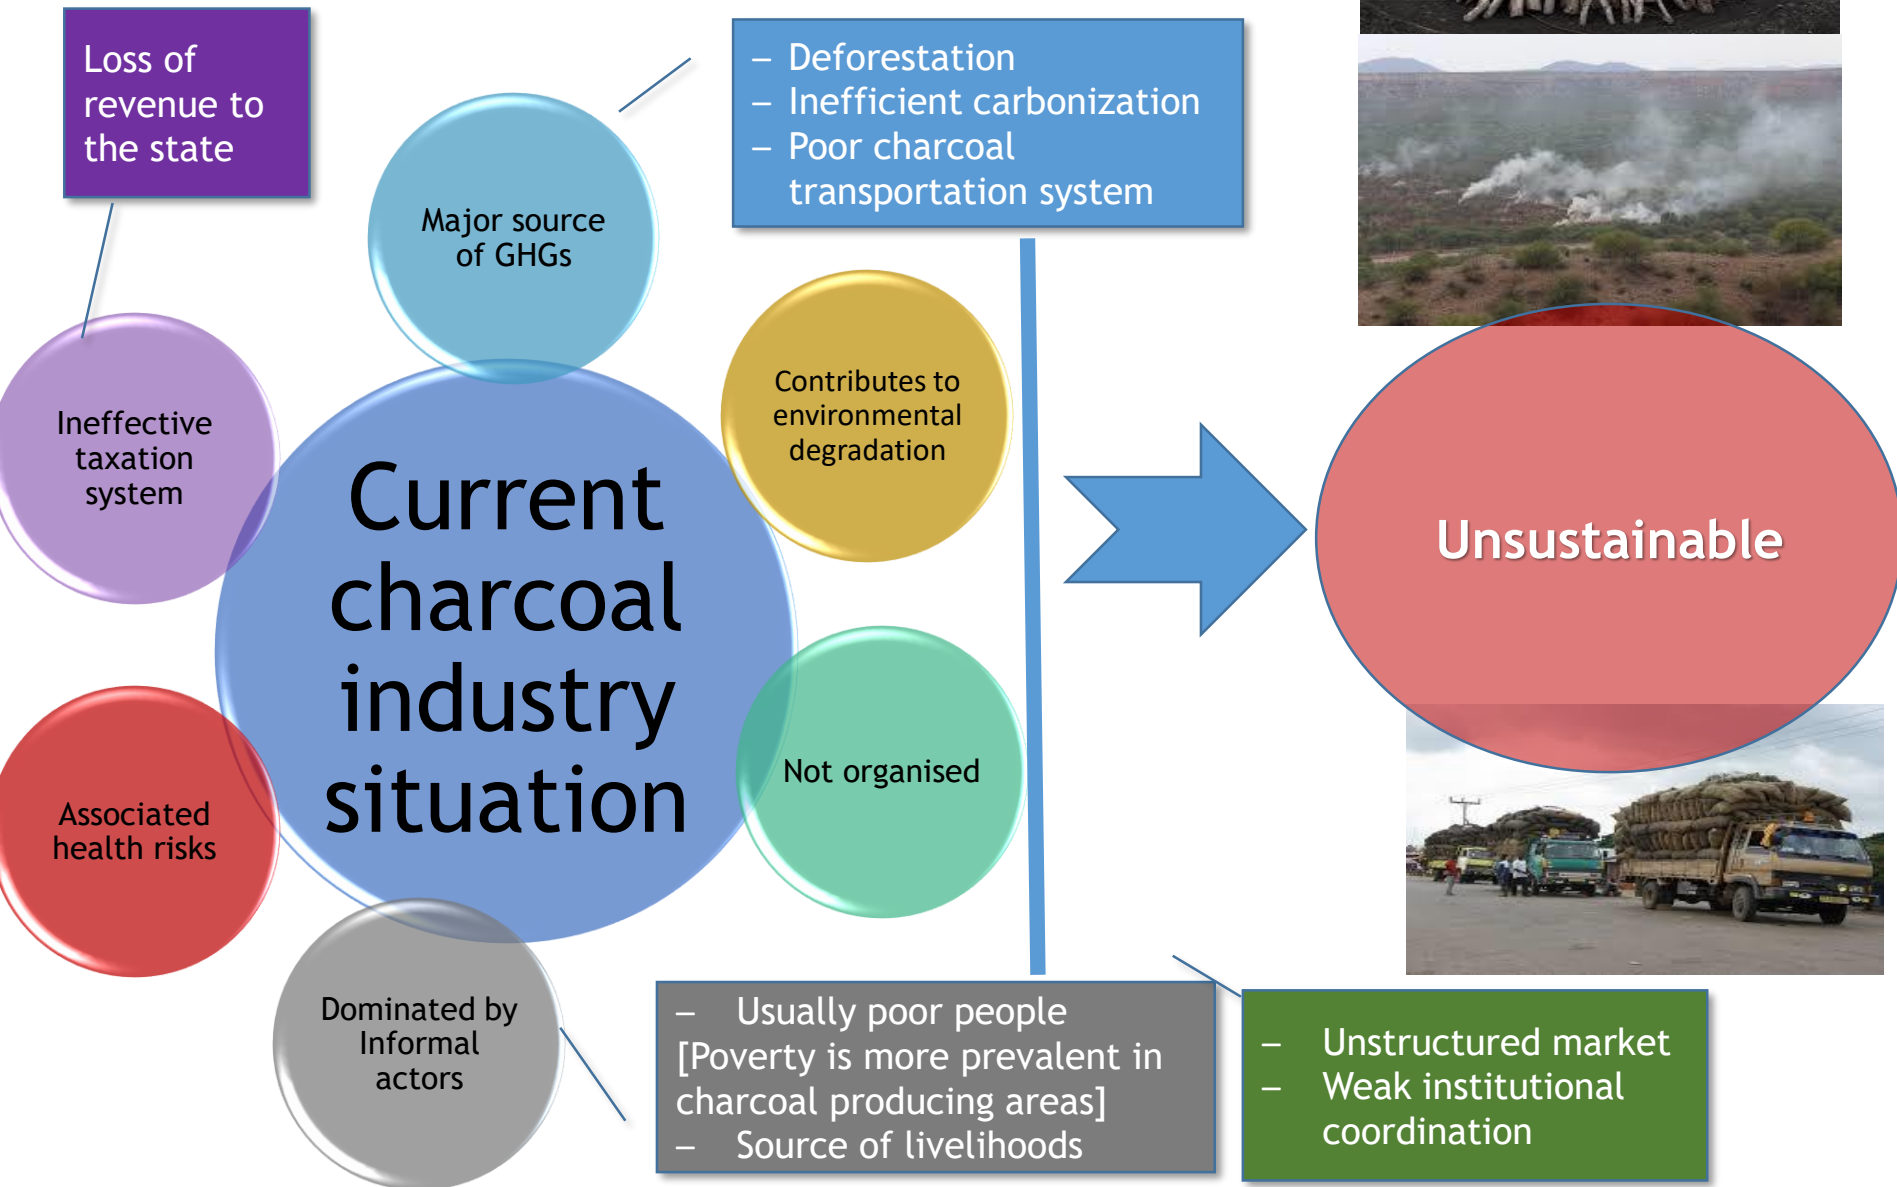 Loss of
revenue to
the state
– Deforestation
– Inefficient carbonization
– Poor charcoal
transportation system
Major source
of GHGs
Contributes to
environmental
degradation
Ineffective
taxation
system
Current
charcoal
industry
situation
Unsustainable
Not organised
Associated
health risks
Dominated by
Informal
actors
– Usually poor people
[Poverty is more prevalent in
charcoal producing areas]
– Source of livelihoods
– Unstructured market
– Weak institutional
coordination